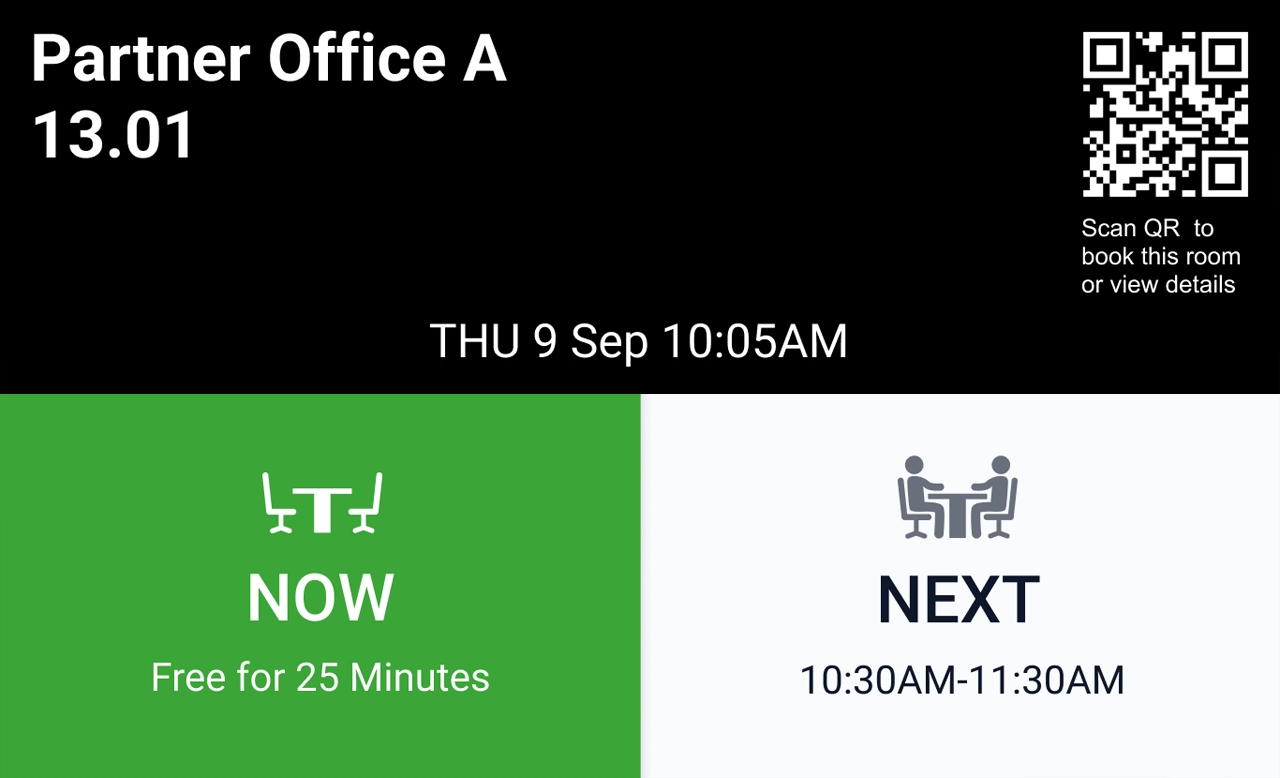 Partner Office A
13.01
Scan QR to
book this room
or view details
THU 9 Sep 10:05AM
NOW
Free for 25 Minutes
NEXT
10:30AM-11:30AM